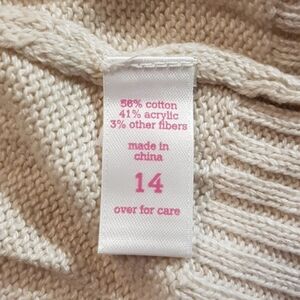 56% cotton
41% acrylic
3% other fibers
made in
china
14
over for care